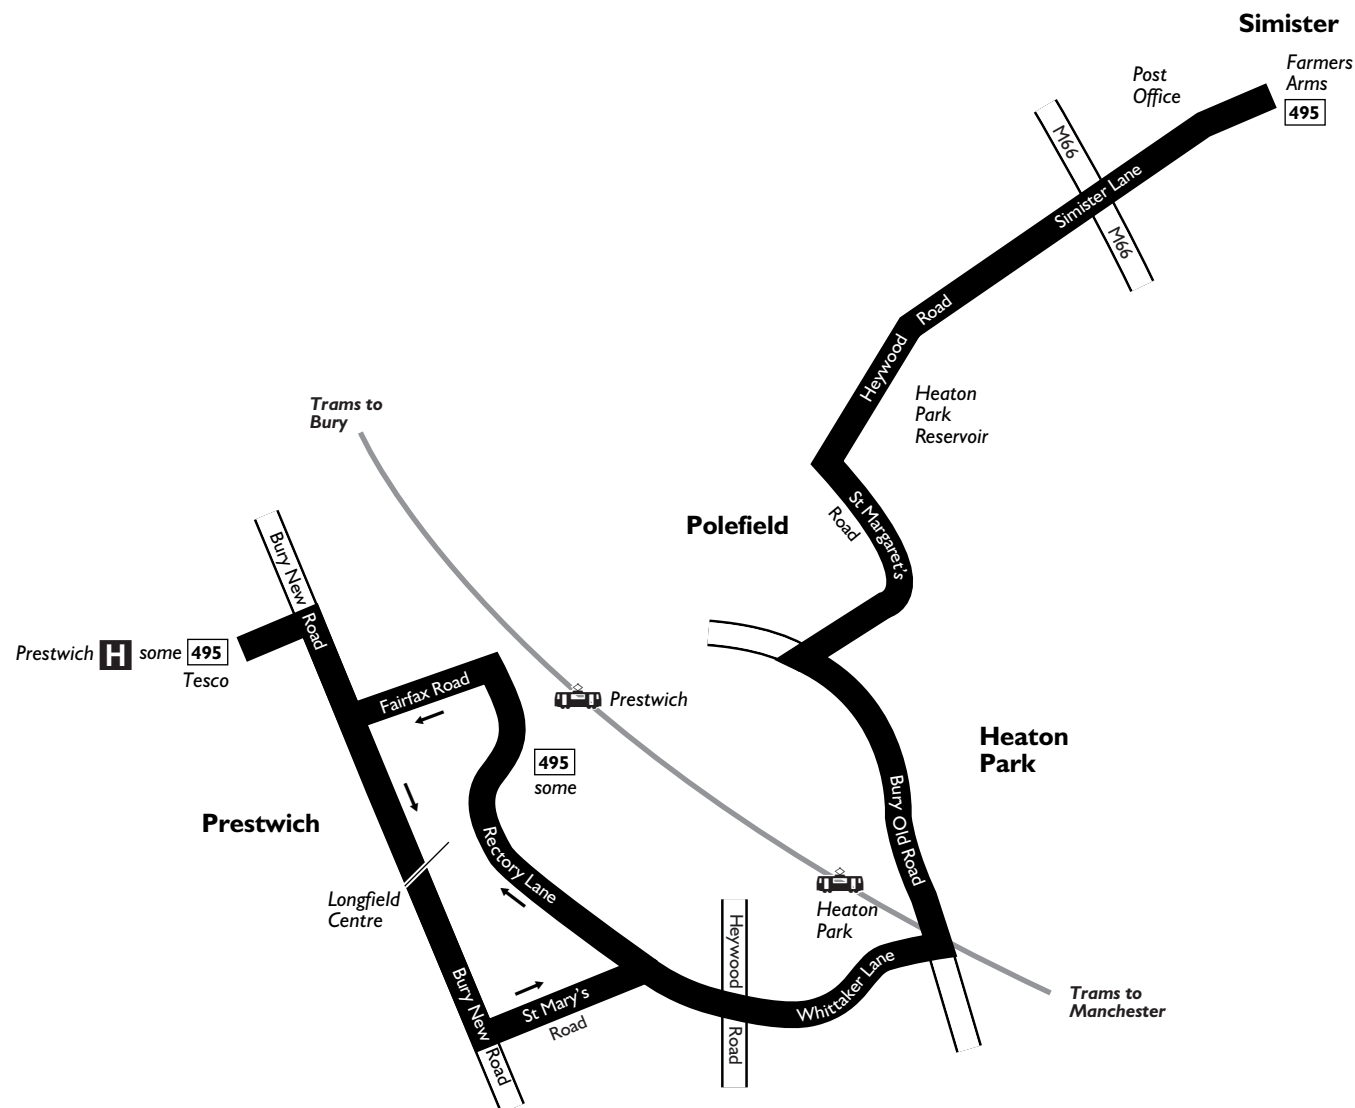 Simister
Farmers
Arms
495
Post
Office
M66
Simister Lane
M66
Heywood Road
Heaton
Park
Reservoir
Trams to
Bury
St Margaret's
Road
Polefield
Bury New Road
Prestwich H some 495
Tesco
Fairfax Road
Prestwich
495
some
Heaton
Park
Bury Old Road
Prestwich
Rectory Lane
Longfield
Centre
Heaton
Park
Heywood Road
Whittaker Lane
Trams to
Manchester
St Mary's
Road
Bury New Road